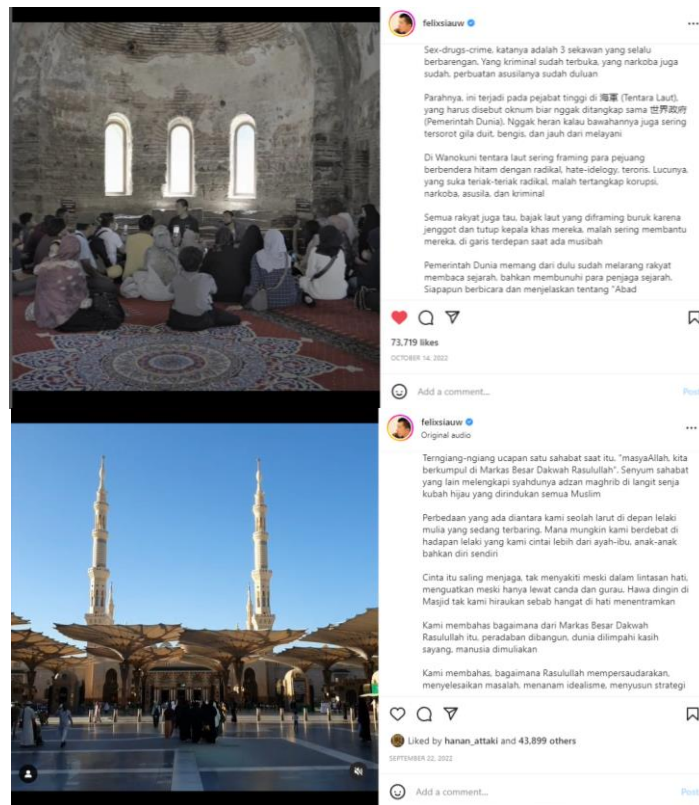 felixsiauw
Sex-drugs-crime, katanya adalah 3 sekawan yang selalu
berbarengan. Yang kriminal sudah terbuka, yang narkoba juga
sudah, perbuatan asusilanya sudah duluan
Parahnya, ini terjadi pada pejabat tinggi di 海軍 (Tentara Laut),
yang harus disebut oknum biar nggak ditangkap sama 世界政府
(Pemerintah Dunia). Nggak heran kalau bawahannya juga sering
tersorot gila duit, bengis, dan jauh dari melayani
Di Wanokuni tentara laut sering framing para pejuang
berbendera hitam dengan radikal, hate-idelogy, teroris. Lucunya,
yang suka teriak-teriak radikal, malah tertangkap korupsi,
narkoba, asusila, dan kriminal
Semua rakyat juga tau, bajak laut yang diframing buruk karena
jenggot dan tutup kepala khas mereka, malah sering membantu
mereka, di garis terdepan saat ada musibah
Pemerintah Dunia memang dari dulu sudah melarang rakyat
membaca sejarah, bahkan membunuhi para penjaga sejarah.
Siapapun berbicara dan menjelaskan tentang "Abad
73,719 likes
OCTOBER 14, 2022
Add a comment...
Post
felixsiauw
Original audio
Terngiang-ngiang ucapan satu sahabat saat itu, "masyaAllah, kita
berkumpul di Markas Besar Dakwah Rasulullah". Senyum sahabat
yang lain melengkapi syahdunya adzan maghrib di langit senja
kubah hijau yang dirindukan semua Muslim
Perbedaan yang ada diantara kami seolah larut di depan lelaki
mulia yang sedang terbaring. Mana mungkin kami berdebat di
hadapan lelaki yang kami cintai lebih dari ayah-ibu, anak-anak
bahkan diri sendiri
Cinta itu saling menjaga, tak menyakiti meski dalam lintasan hati,
menguatkan meski hanya lewat canda dan gurau. Hawa dingin di
Masjid tak kami hiraukan sebab hangat di hati menentramkan
Kami membahas bagaimana dari Markas Besar Dakwah
Rasulullah itu, peradaban dibangun, dunia dilimpahi kasih
sayang, manusia dimuliakan
Kami membahas, bagaimana Rasulullah mempersaudarakan,
menyelesaikan masalah, menanam idealisme, menyusun strategi
Liked by hanan_attaki and 43,899 others
SEPTEMBER 22, 2022
Add a comment...
Post